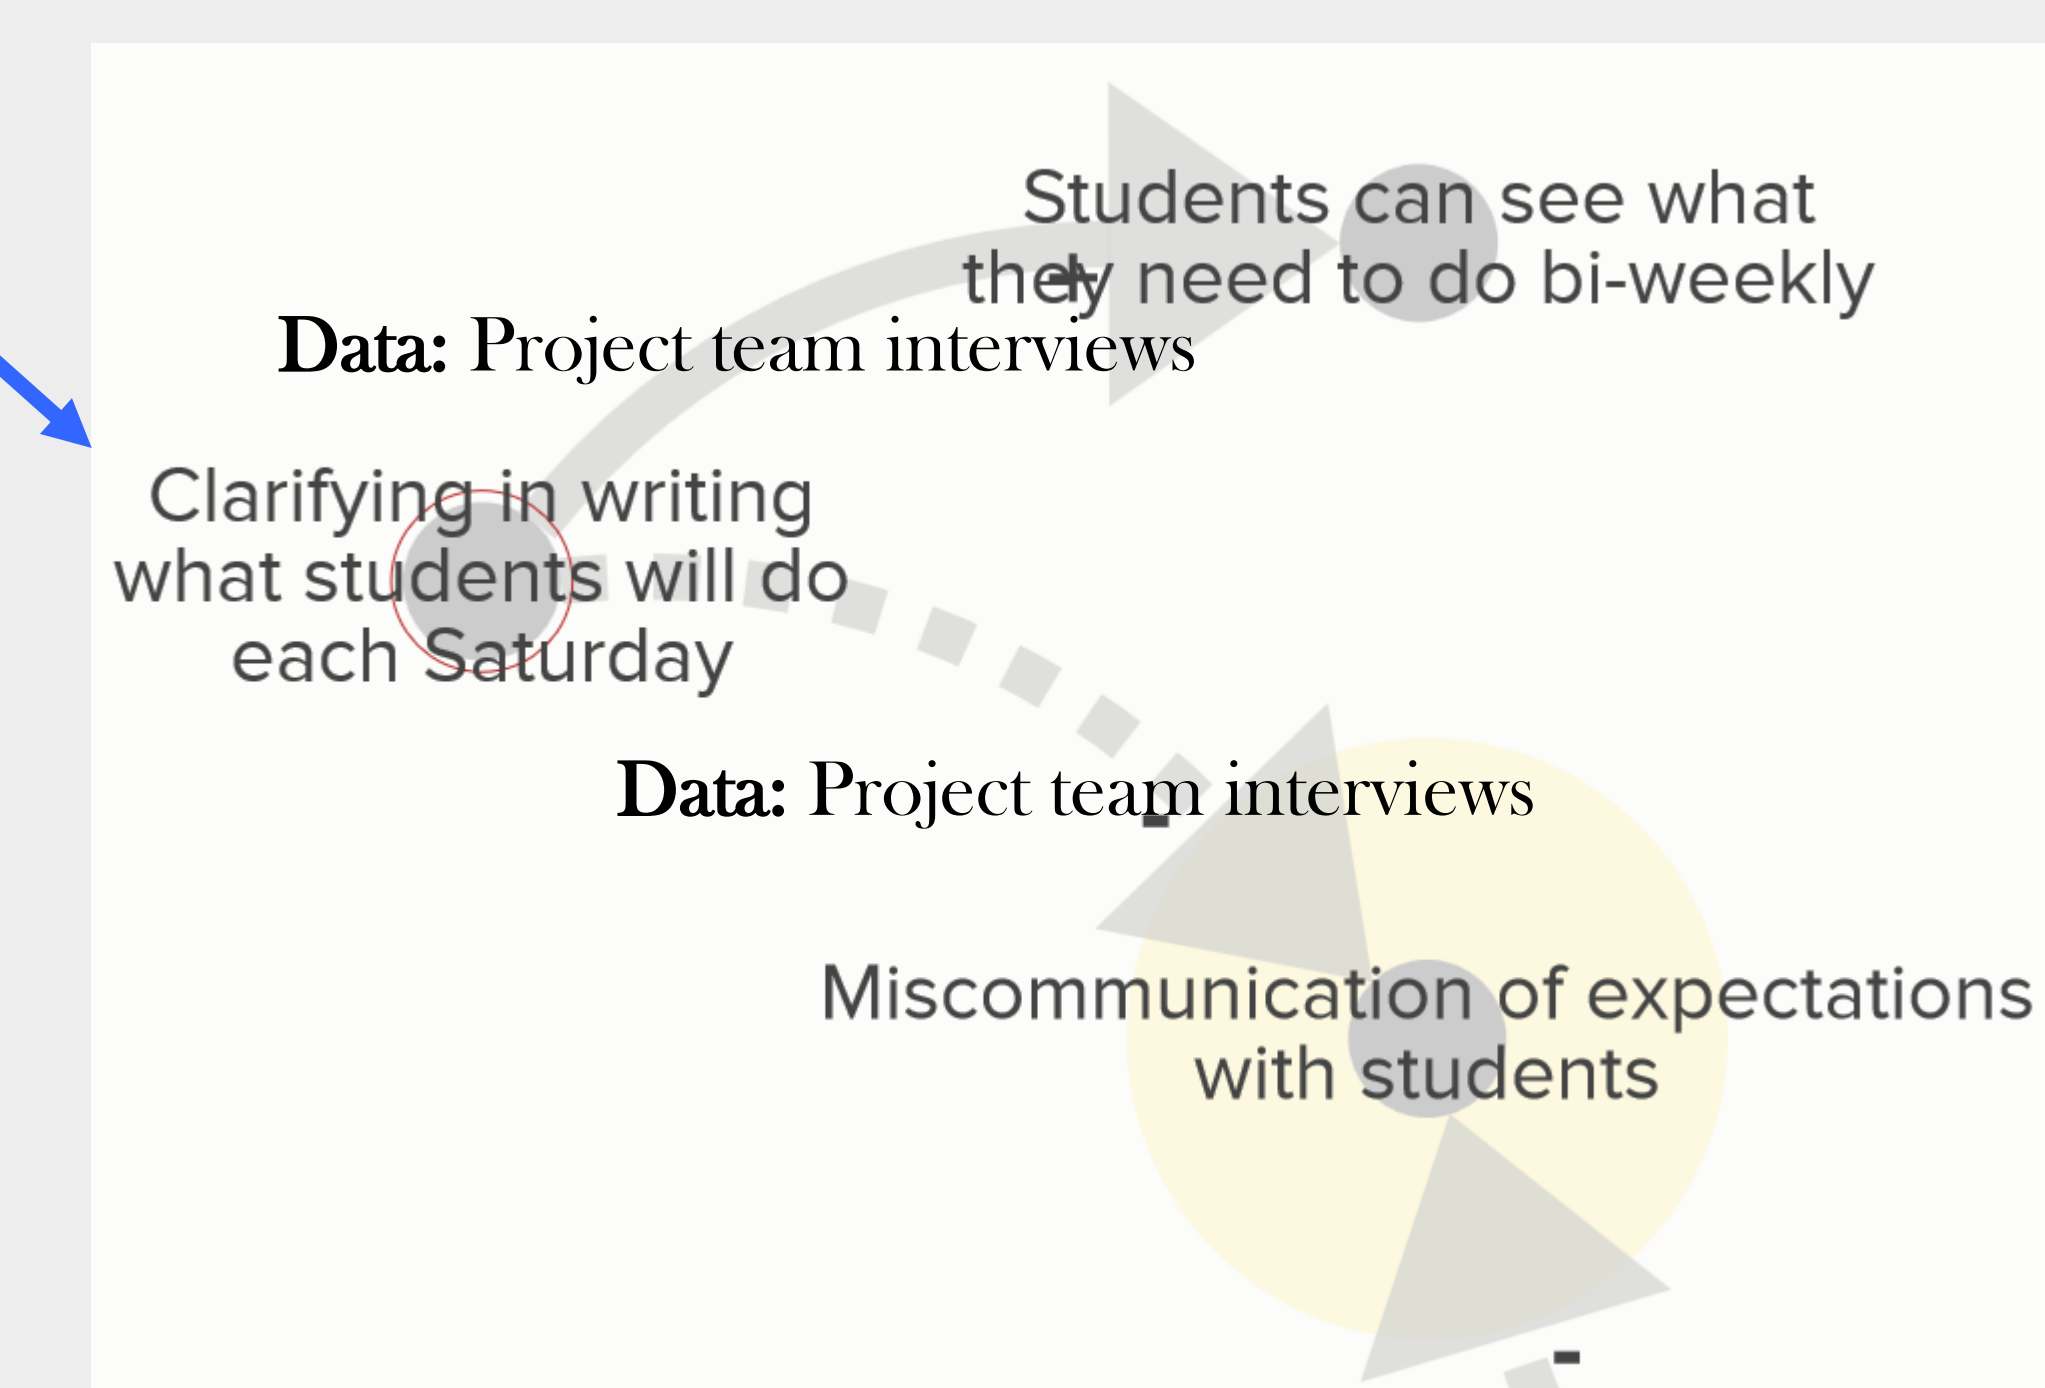 Students can see what
they need to do bi-weekly
+
Data: Project team interviews
Clarifying in writing
what students will do
each Saturday
Data: Project team interviews
-
Miscommunication of expectations
with students
-